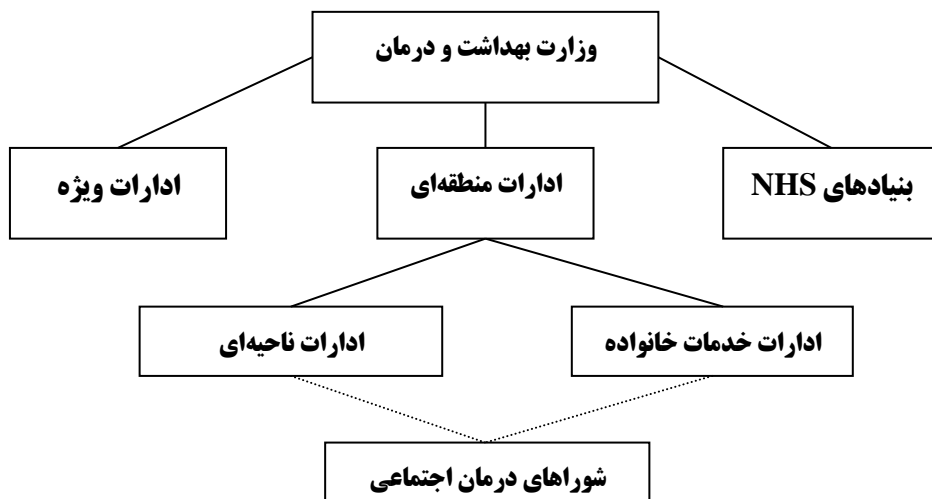 وزارت بهداشت و درمان
بنیادهای NHS
ادارات منطقه‌ای
ادارات ویژه
ادارات خدمات خانواده
ادارات ناحیه‌ای
شوراهای درمان اجتماعی